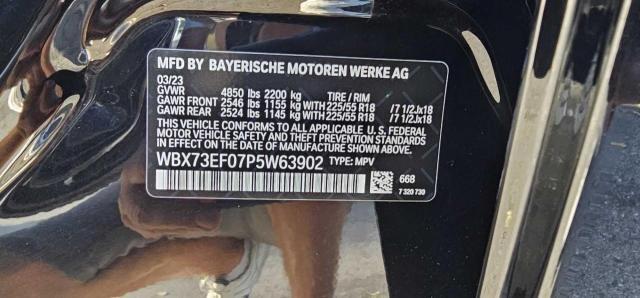 MFD BY BAYERISCHE MOTOREN WERKE AG
03/23
GVWR 4850 lbs 2200 kg TIRE / RIM
GAWR FRONT 2546 lbs 1155 kg WITH 225/55 R18 / 7 1/2Jx18
GAWR REAR 2524 lbs 1145 kg WITH 225/55 R18 / 7 1/2Jx18
THIS VEHICLE CONFORMS TO ALL APPLICABLE U.S. FEDERAL
MOTOR VEHICLE SAFETY AND THEFT PREVENTION STANDARDS
IN EFFECT ON THE DATE OF MANUFACTURE SHOWN ABOVE.
WBX73EF07P5W63902 TYPE: MPV
668
7 320 730